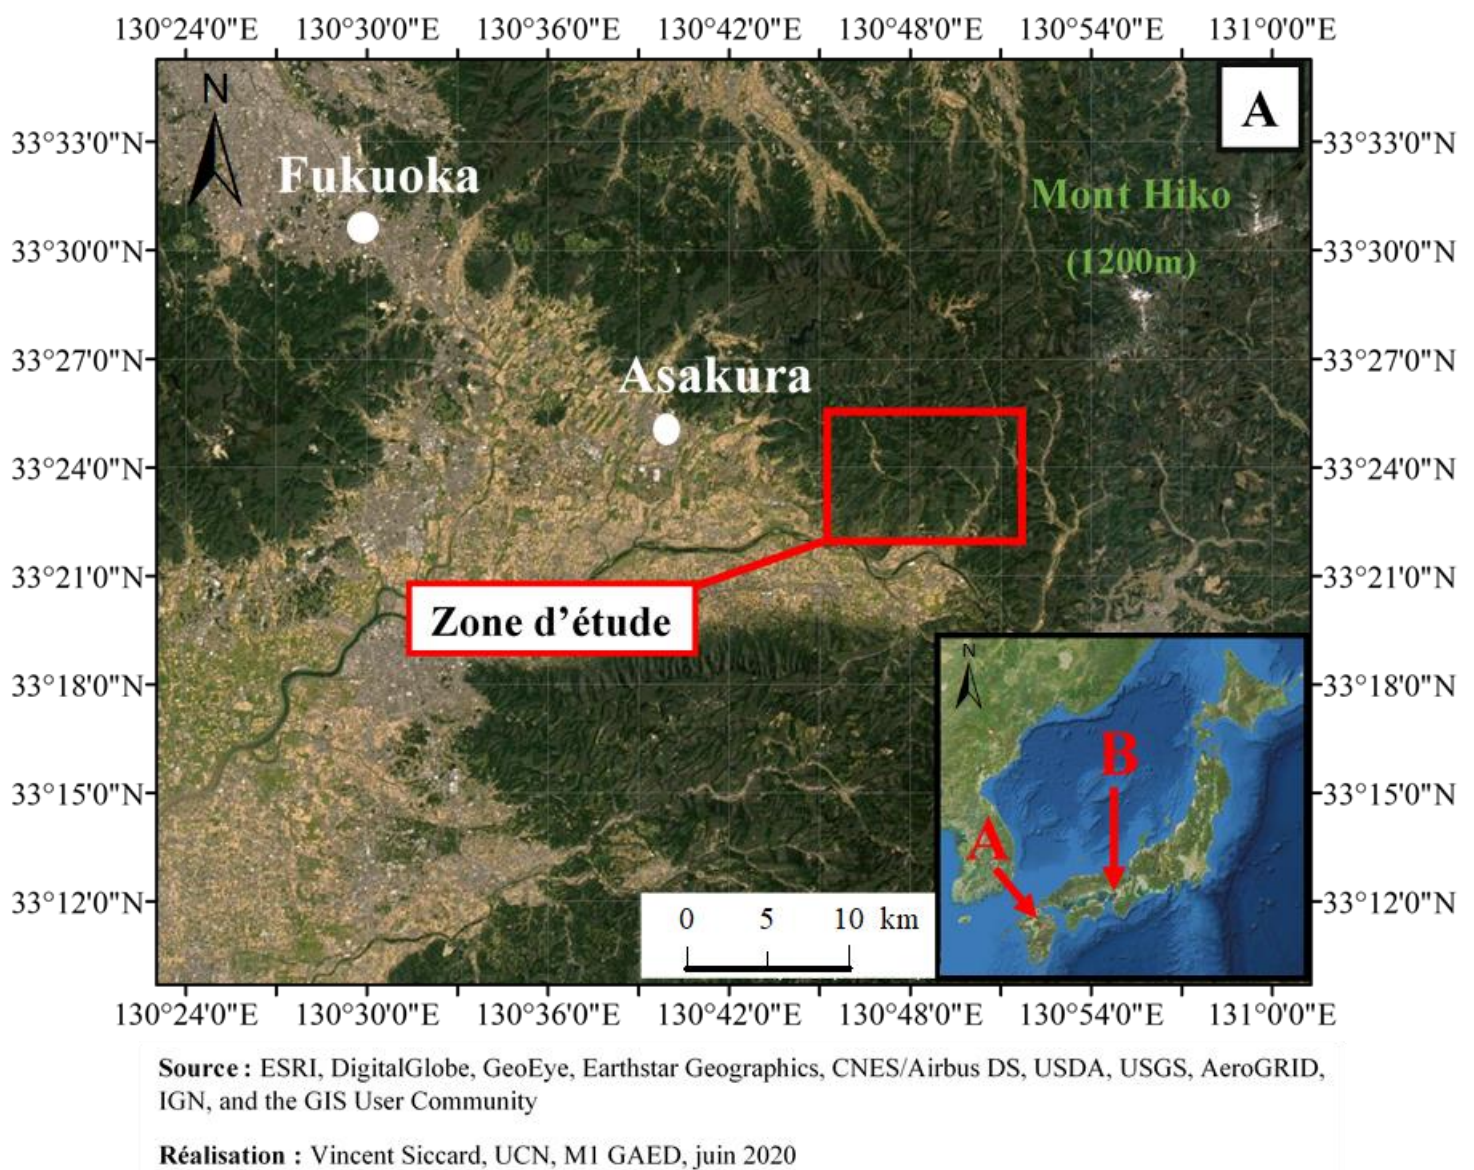 130°24'0"E 130°30'0"E 130°36'0"E 130°42'0"E 130°48'0"E 130°54'0"E 131°0'0"E
N
A
33°33'0"N 33°33'0"N
Fukuoka
Mont Hiko
33°30'0"N 33°30'0"N
(1200m)
33°27'0"N 33°27'0"N
Asakura
33°24'0"N 33°24'0"N
33°21'0"N 33°21'0"N
Zone d’étude
33°18'0"N 33°18'0"N
N
B
33°15'0"N 33°15'0"N
A
33°12'0"N 33°12'0"N
0 5 10 km
130°24'0"E 130°30'0"E 130°36'0"E 130°42'0"E 130°48'0"E 130°54'0"E 131°0'0"E
Source : ESRI, DigitalGlobe, GeoEye, Earthstar Geographics, CNES/Airbus DS, USDA, USGS, AeroGRID,
IGN, and the GIS User Community
Réalisation : Vincent Siccard, UCN, M1 GAED, juin 2020